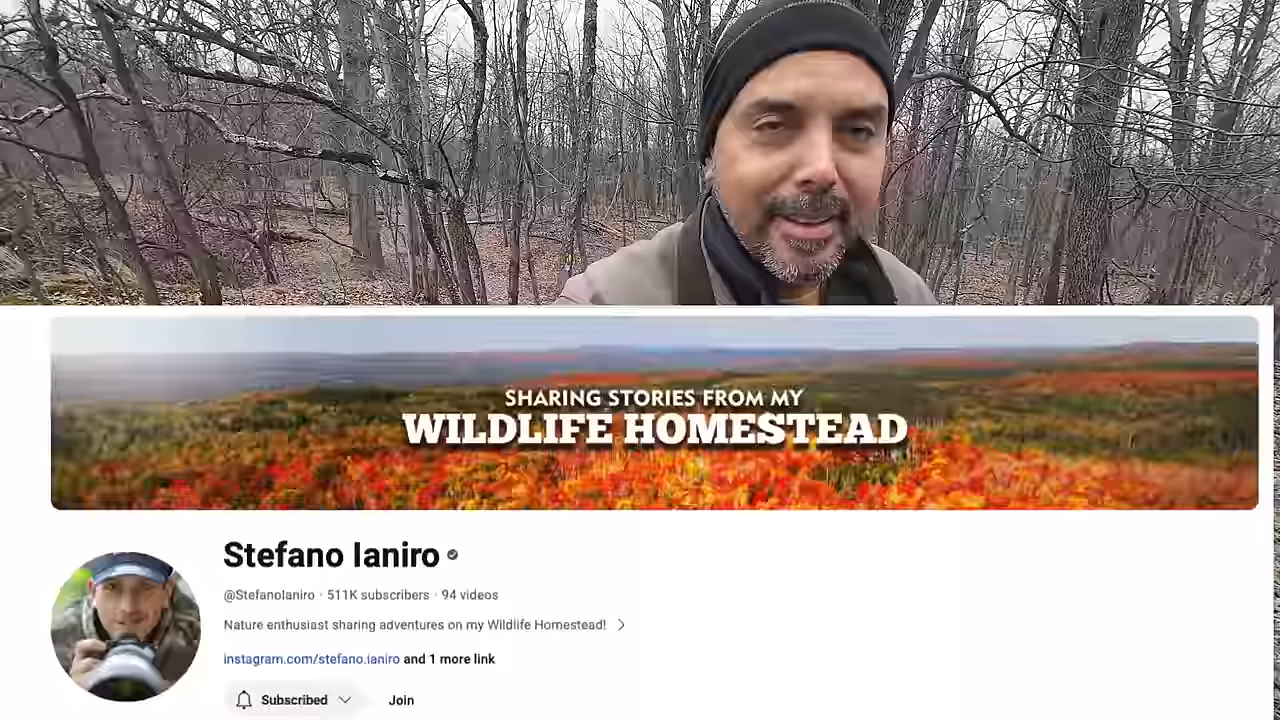 SHARING STORIES FROM MY
WILDLIFE HOMESTEAD
Stefano Ianiro
@StefanoIaniro · 511K subscribers · 94 videos
Nature enthusiast sharing adventures on my Wildlife Homestead!
instagram.com/stefano.ianiro and 1 more link
Subscribed
Join